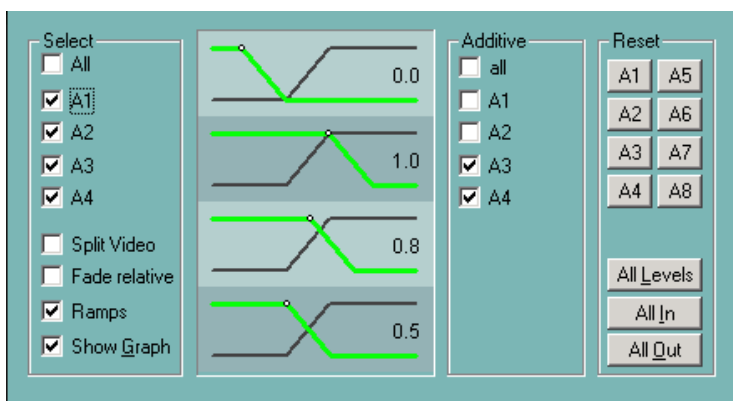 Select
All
A1
A2
A3
A4
Split Video
Fade relative
Ramps
Show Graph
0.0
1.0
0.8
0.5
Additive
all
A1
A2
A3
A4
Reset
A1 A5
A2 A6
A3 A7
A4 A8
All Levels
All In
All Out